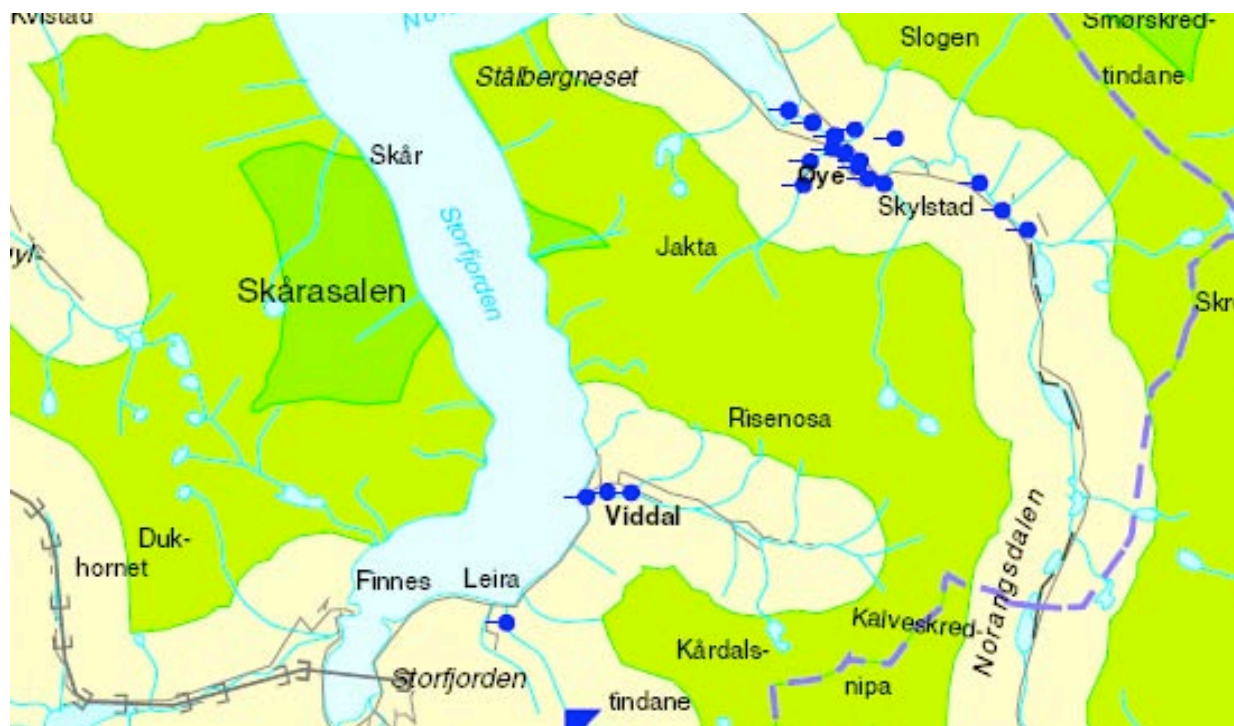 Slogen
Smørskred-
tindane
Stålbergneset
Skår
Øye
Skylstad
Storfjorden
Jakta
Skårasalen
Risenosa
Viddal
Duk-
hornet
Finnes
Leira
Norangsdalen
Kalveskred-
nipa
Kårdals-
tindane
Storfjorden